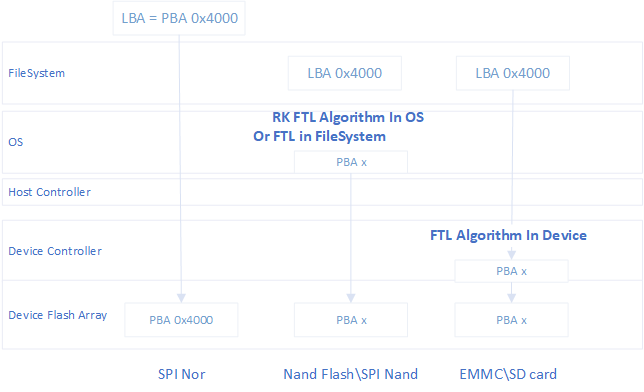 LBA = PBA 0x4000
FileSystem
LBA 0x4000
LBA 0x4000
RK FTL Algorithm In OS
Or FTL in FileSystem
OS
PBA x
Host Controller
FTL Algorithm In Device
Device Controller
PBA x
Device Flash Array
PBA 0x4000
PBA x
PBA x
SPI Nor
Nand Flash\SPI Nand
EMMC\SD card